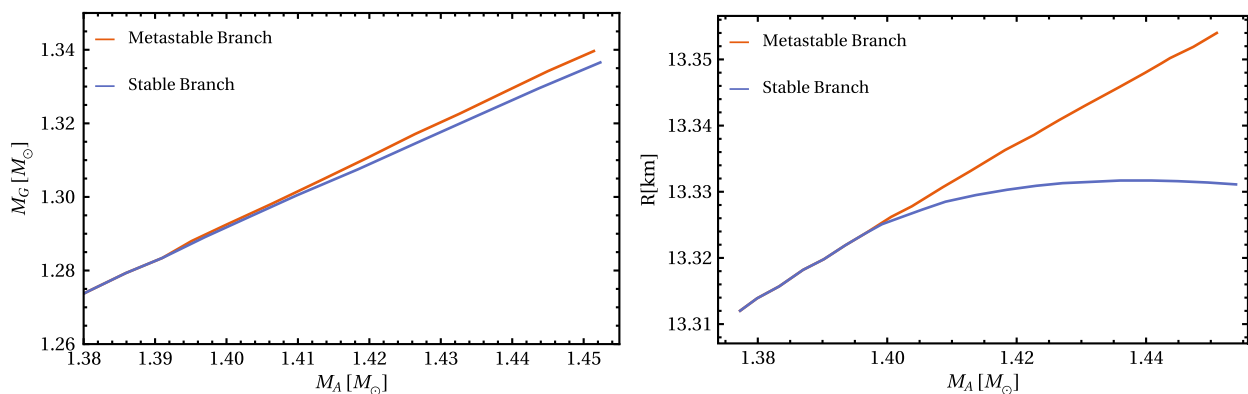 Metastable Branch
Stable Branch
1.34
1.32
1.30
1.28
1.26
M_G [M_⊙]
1.38 1.39 1.40 1.41 1.42 1.43 1.44 1.45
M_A [M_⊙]
Metastable Branch
Stable Branch
13.35
13.34
13.33
13.32
13.31
R[km]
1.38 1.40 1.42 1.44
M_A [M_⊙]